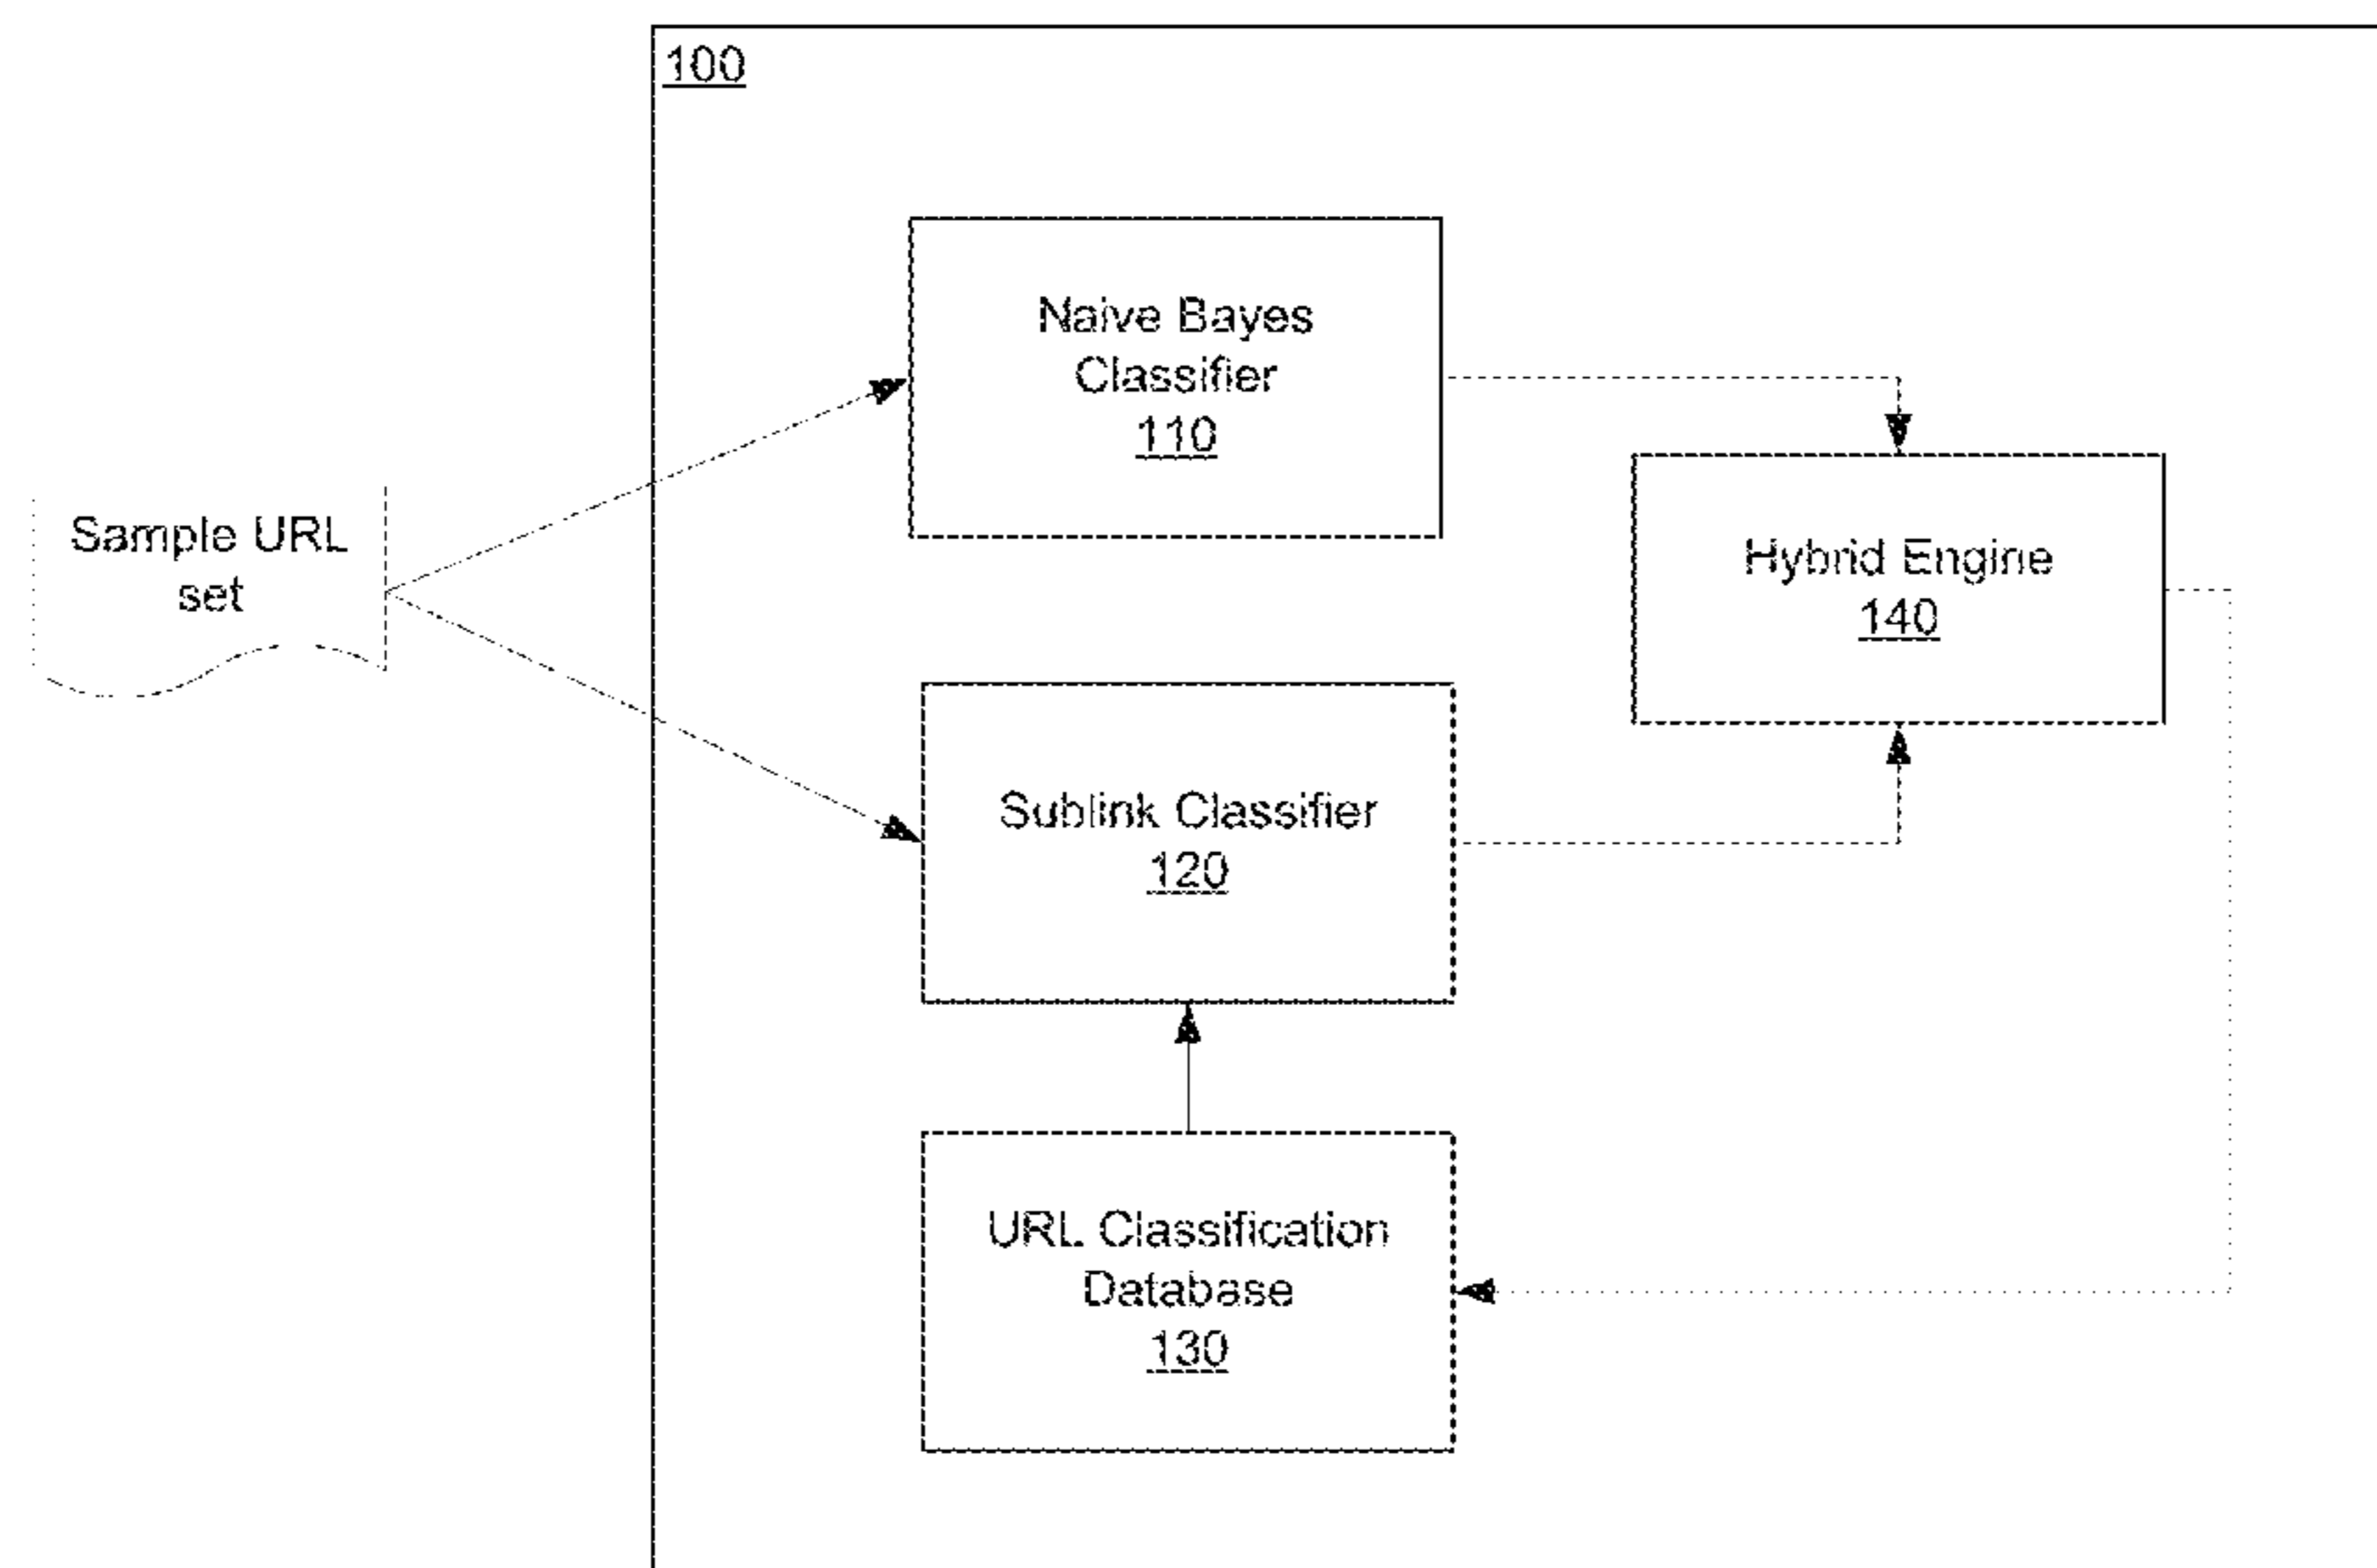 100
Naive Bayes
Classifier
110
Sample URL
set
Hybrid Engine
140
Sublink Classifier
120
URL Classification
Database
130